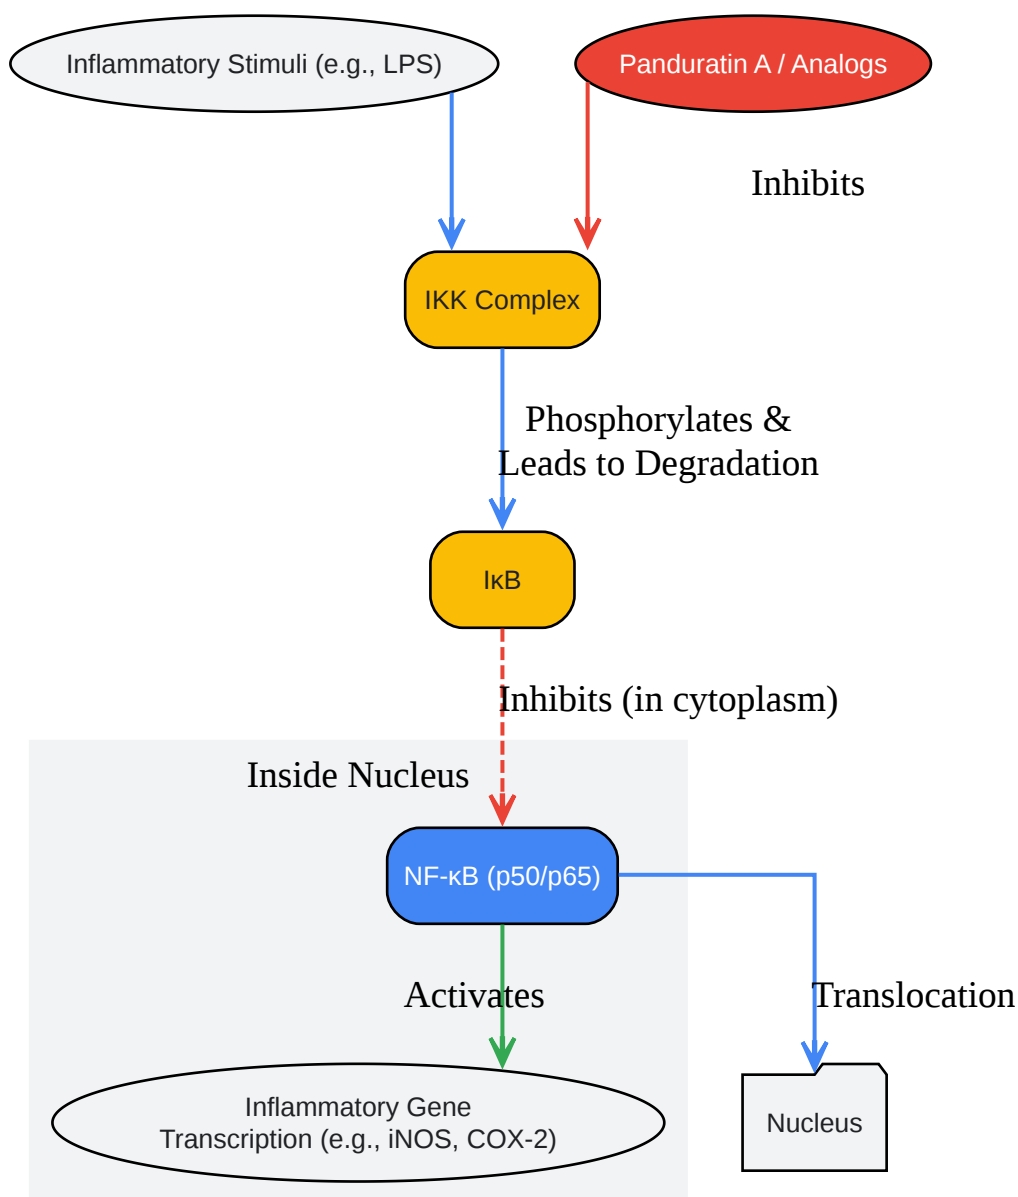 Inflammatory Stimuli (e.g., LPS)
Panduratin A / Analogs
Inhibits
IKK Complex
Phosphorylates &
Leads to Degradation
IκB
Inhibits (in cytoplasm)
Inside Nucleus
NF-κB (p50/p65)
Activates
Translocation
Inflammatory Gene
Transcription (e.g., iNOS, COX-2)
Nucleus